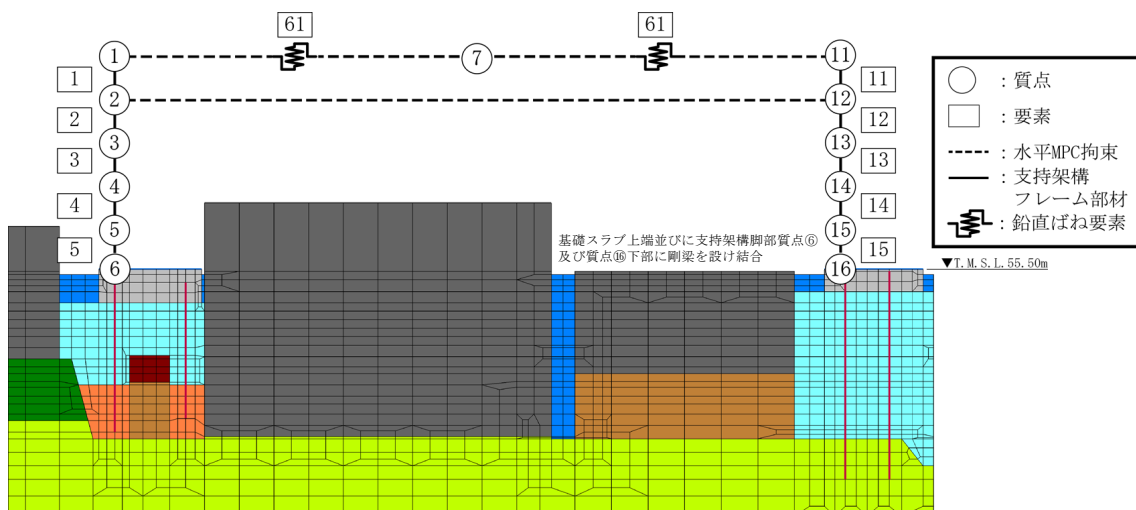 61
61
①
⑦
⑪
1
11
②
⑫
2
12
③
⑬
3
13
④
⑭
4
14
⑤
⑮
5
15
⑥
⑯
○ : 質点
□ : 要素
----- : 水平MPC拘束
—— : 支持架構
フレーム部材
: 鉛直ばね要素
基礎スラブ上端並びに支持架構脚部質点⑥
及び質点⑯下部に剛梁を設け結合
▼T.M.S.L.55.50m